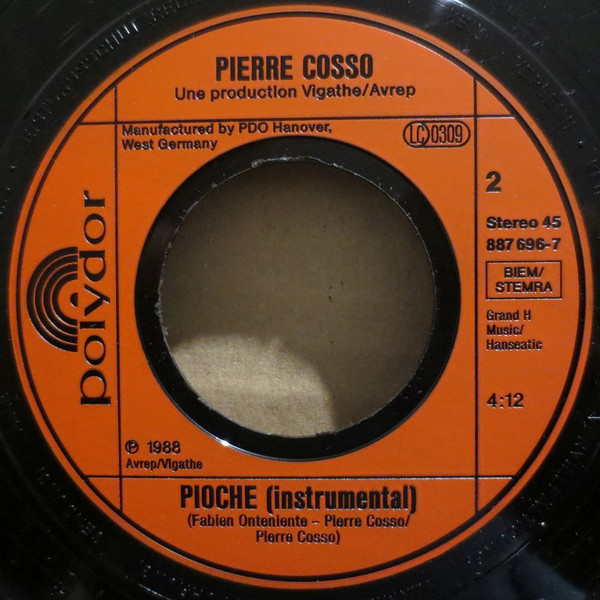 PIERRE COSSO
Une production Vigathe/Avrep
Manufactured by PDO Hanover,
West Germany
LC 0309
2
Stereo 45
887 696-7
BIEM/
STEMRA
Grand H
Music/
Hanseatic
4:12
polydor
℗ 1988
Avrep/Vigathe
PIOCHE (instrumental)
(Fabien Onteniente – Pierre Cosso/
Pierre Cosso)